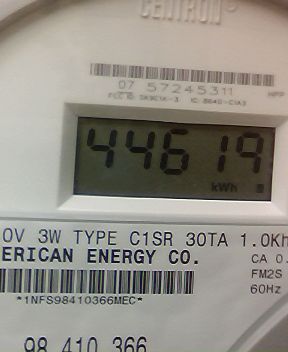 CENTRON®
07 57245311
44619
kWh
0V 3W TYPE C1SR 30TA 1.0Kh
ERICAN ENERGY CO.
CA 0.
*1NFS98410366MEC*
FM2S
60Hz
98 410 366